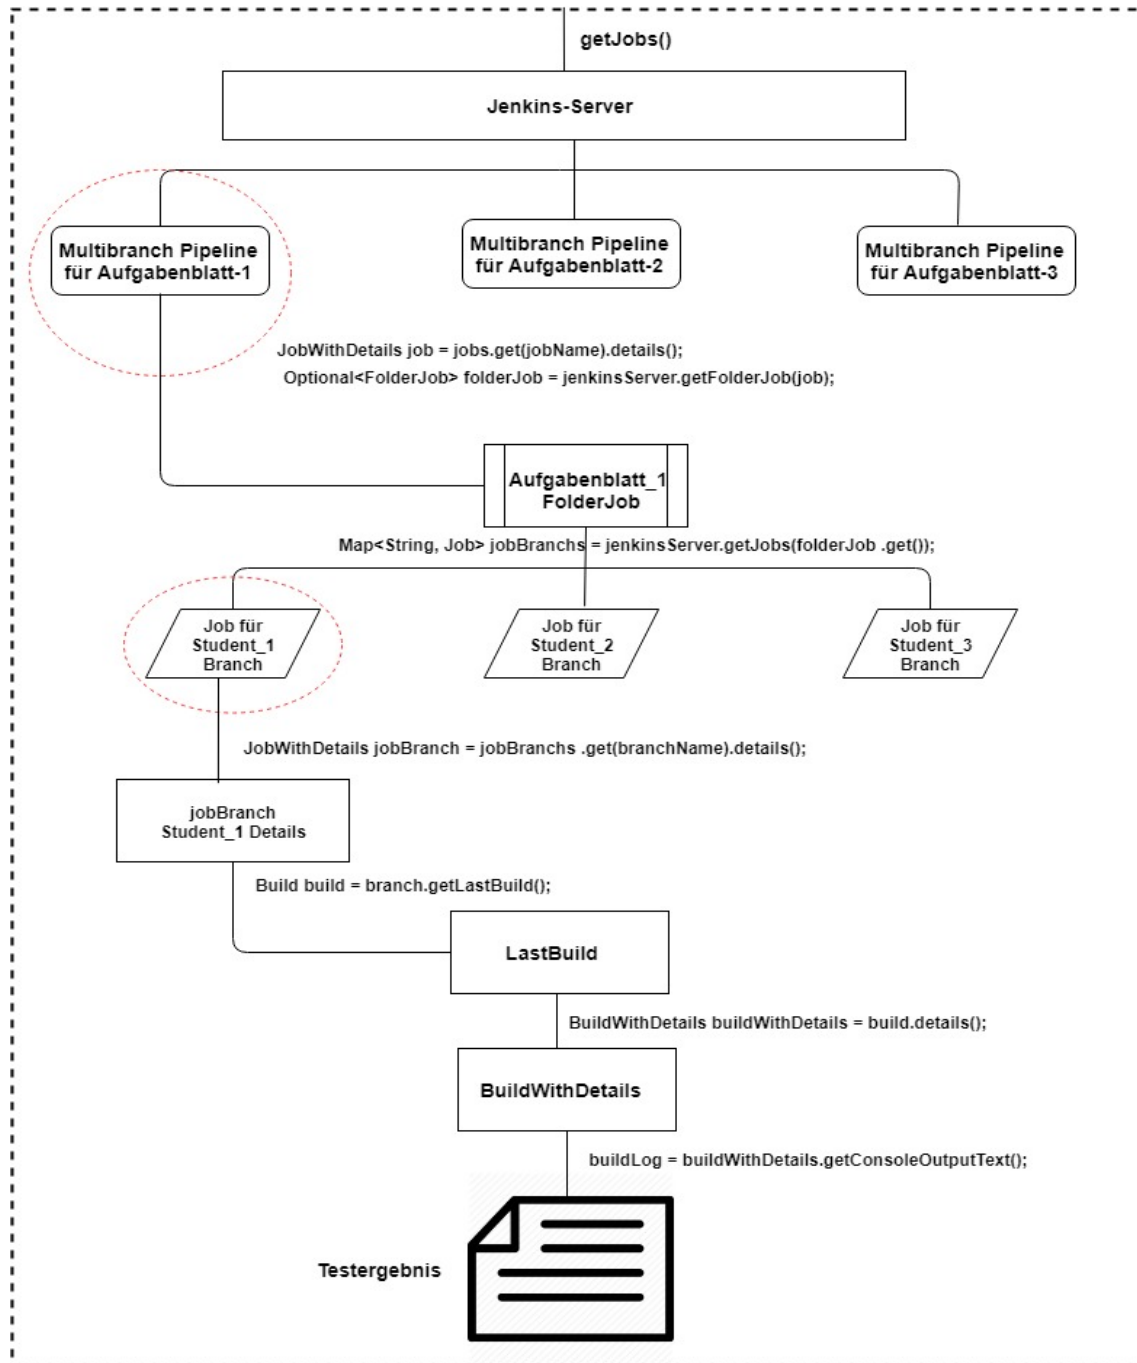 getJobs()
Jenkins-Server
Multibranch Pipeline
für Aufgabenblatt-1
Multibranch Pipeline
für Aufgabenblatt-2
Multibranch Pipeline
für Aufgabenblatt-3
JobWithDetails job = jobs.get(jobName).details();
Optional<FolderJob> folderJob = jenkinsServer.getFolderJob(job);
Aufgabenblatt_1
FolderJob
Map<String, Job> jobBranchs = jenkinsServer.getJobs(folderJob .get());
Job für
Student_1
Branch
Job für
Student_2
Branch
Job für
Student_3
Branch
JobWithDetails jobBranch = jobBranchs .get(branchName).details();
jobBranch
Student_1 Details
Build build = branch.getLastBuild();
LastBuild
BuildWithDetails buildWithDetails = build.details();
BuildWithDetails
buildLog = buildWithDetails.getConsoleOutputText();
Testergebnis